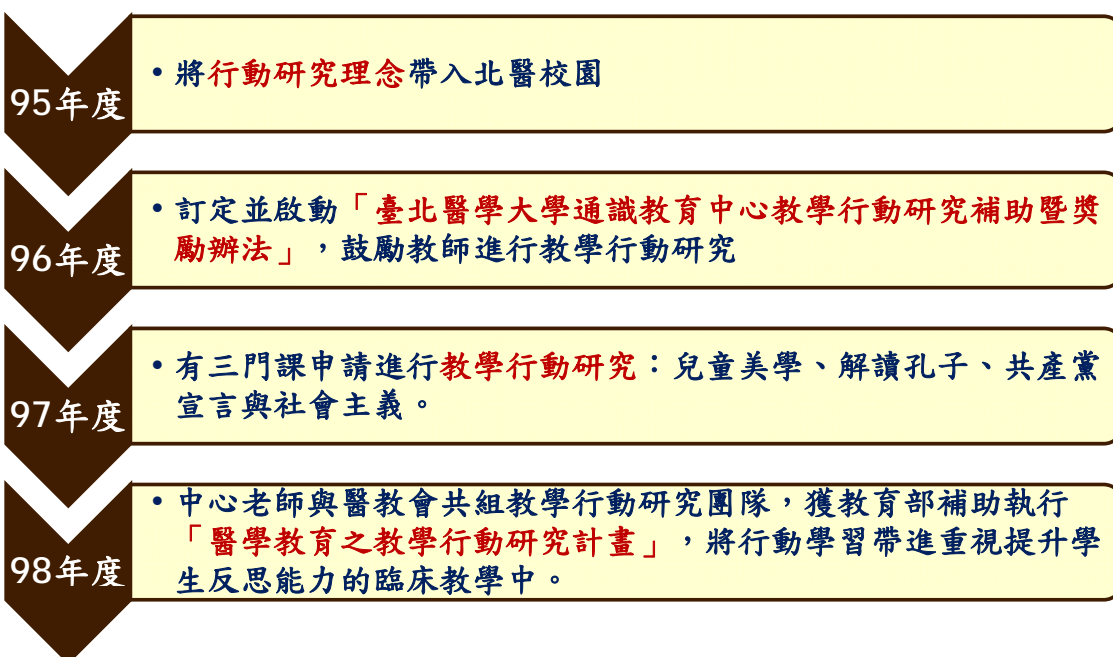 95年度
•將行動研究理念帶入北醫校園
96年度
•訂定並啟動「臺北醫學大學通識教育中心教學行動研究補助暨獎
勵辦法」，鼓勵教師進行教學行動研究
97年度
•有三門課申請進行教學行動研究：兒童美學、解讀孔子、共產黨
宣言與社會主義。
98年度
•中心老師與醫教會共組教學行動研究團隊，獲教育部補助執行
「醫學教育之教學行動研究計畫」，將行動學習帶進重視提升學
生反思能力的臨床教學中。